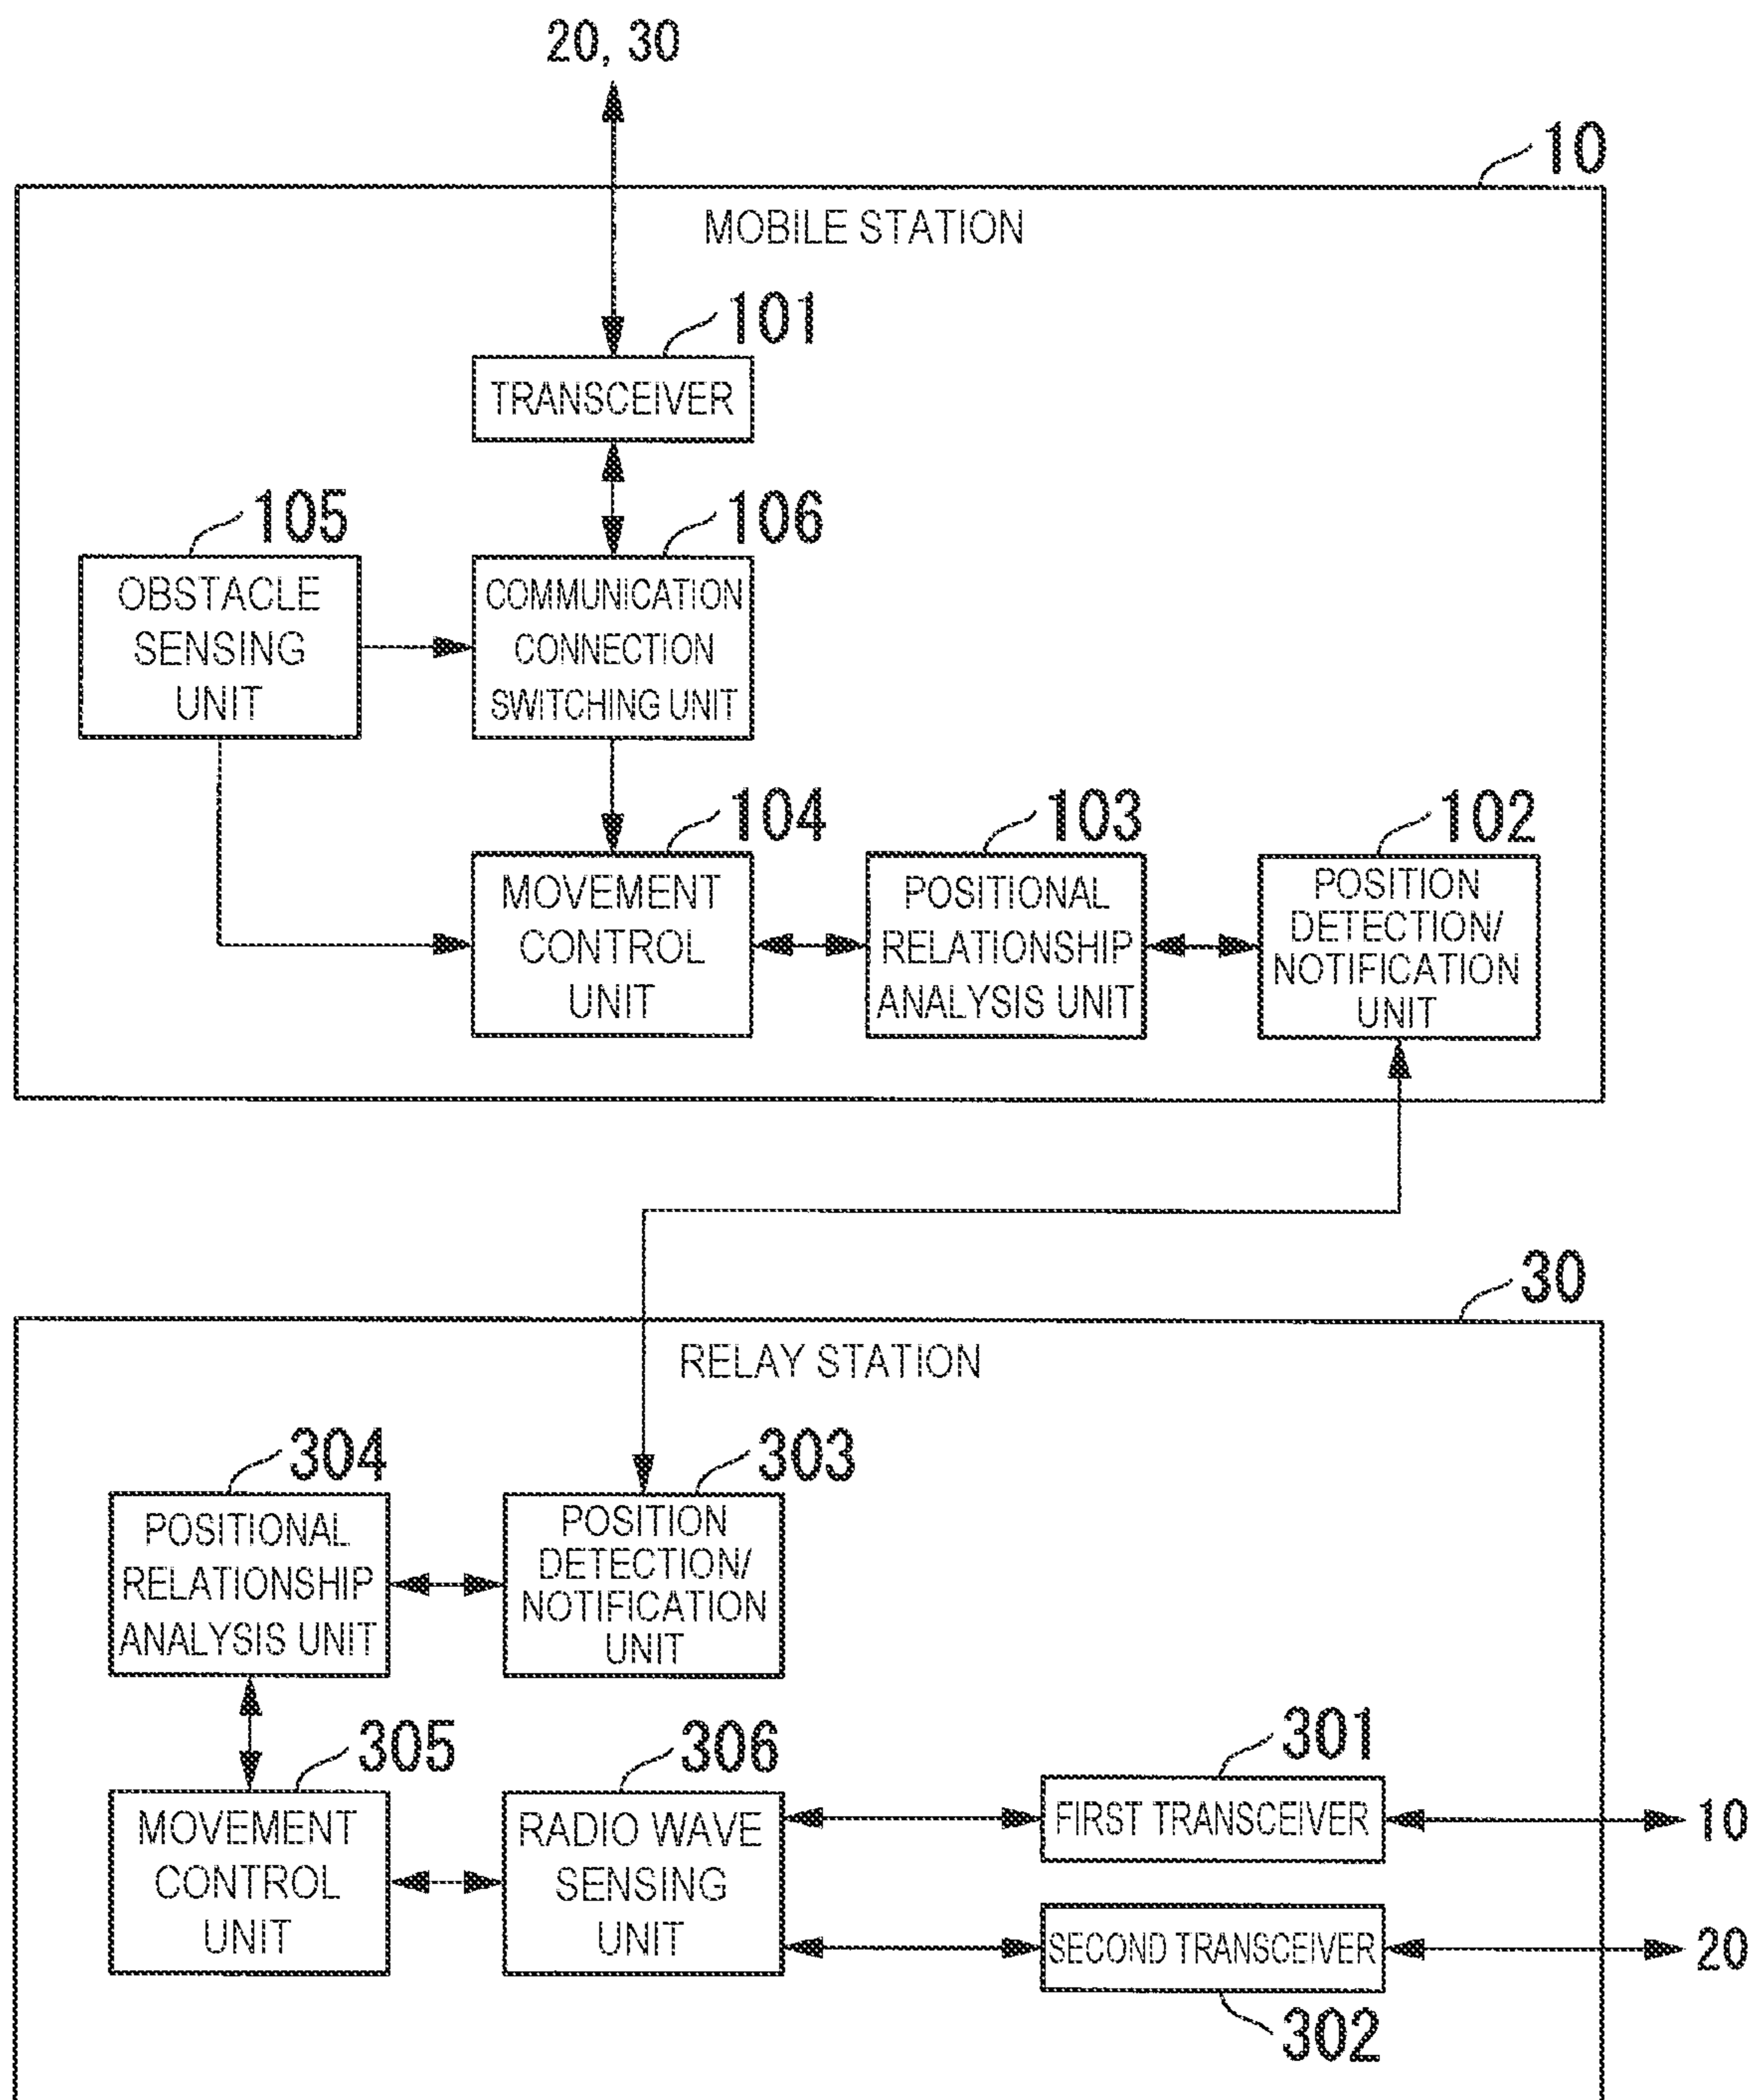 20, 30
10
MOBILE STATION
101
TRANSCEIVER
105
106
OBSTACLE
SENSING
UNIT
COMMUNICATION
CONNECTION
SWITCHING UNIT
104
103
102
MOVEMENT
CONTROL
UNIT
POSITIONAL
RELATIONSHIP
ANALYSIS UNIT
POSITION
DETECTION/
NOTIFICATION
UNIT
30
RELAY STATION
304
303
POSITIONAL
RELATIONSHIP
ANALYSIS UNIT
POSITION
DETECTION/
NOTIFICATION
UNIT
305
306
301
MOVEMENT
CONTROL
UNIT
RADIO WAVE
SENSING
UNIT
FIRST TRANSCEIVER
10
SECOND TRANSCEIVER
20
302